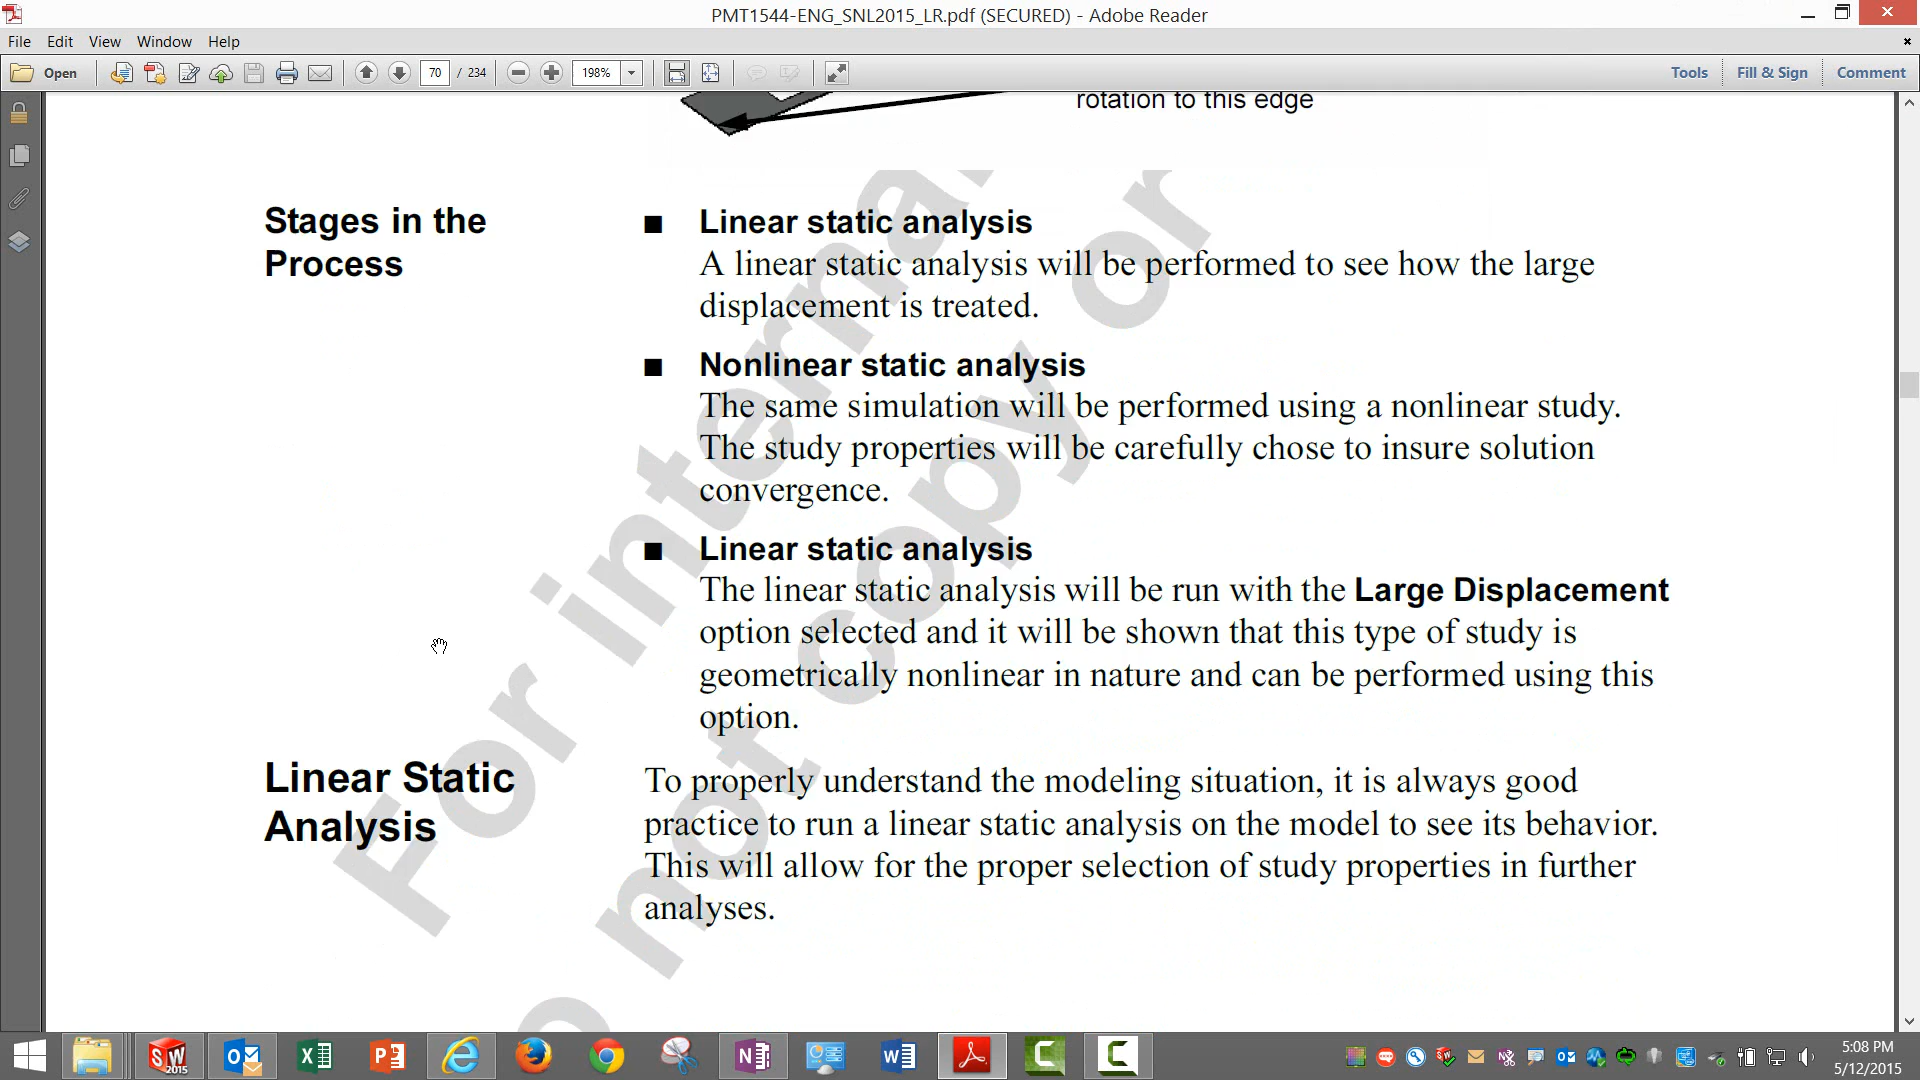 PMT1544-ENG_SNL2015_LR.pdf (SECURED) - Adobe Reader
File Edit View Window Help
Open 70 / 234 198% Tools Fill & Sign Comment
rotation to this edge
Stages in the
Process
■ Linear static analysis
A linear static analysis will be performed to see how the large
displacement is treated.
■ Nonlinear static analysis
The same simulation will be performed using a nonlinear study.
The study properties will be carefully chose to insure solution
convergence.
■ Linear static analysis
The linear static analysis will be run with the Large Displacement
option selected and it will be shown that this type of study is
geometrically nonlinear in nature and can be performed using this
option.
Linear Static
Analysis
To properly understand the modeling situation, it is always good
practice to run a linear static analysis on the model to see its behavior.
This will allow for the proper selection of study properties in further
analyses.
For internal
not copy or
5:08 PM
5/12/2015